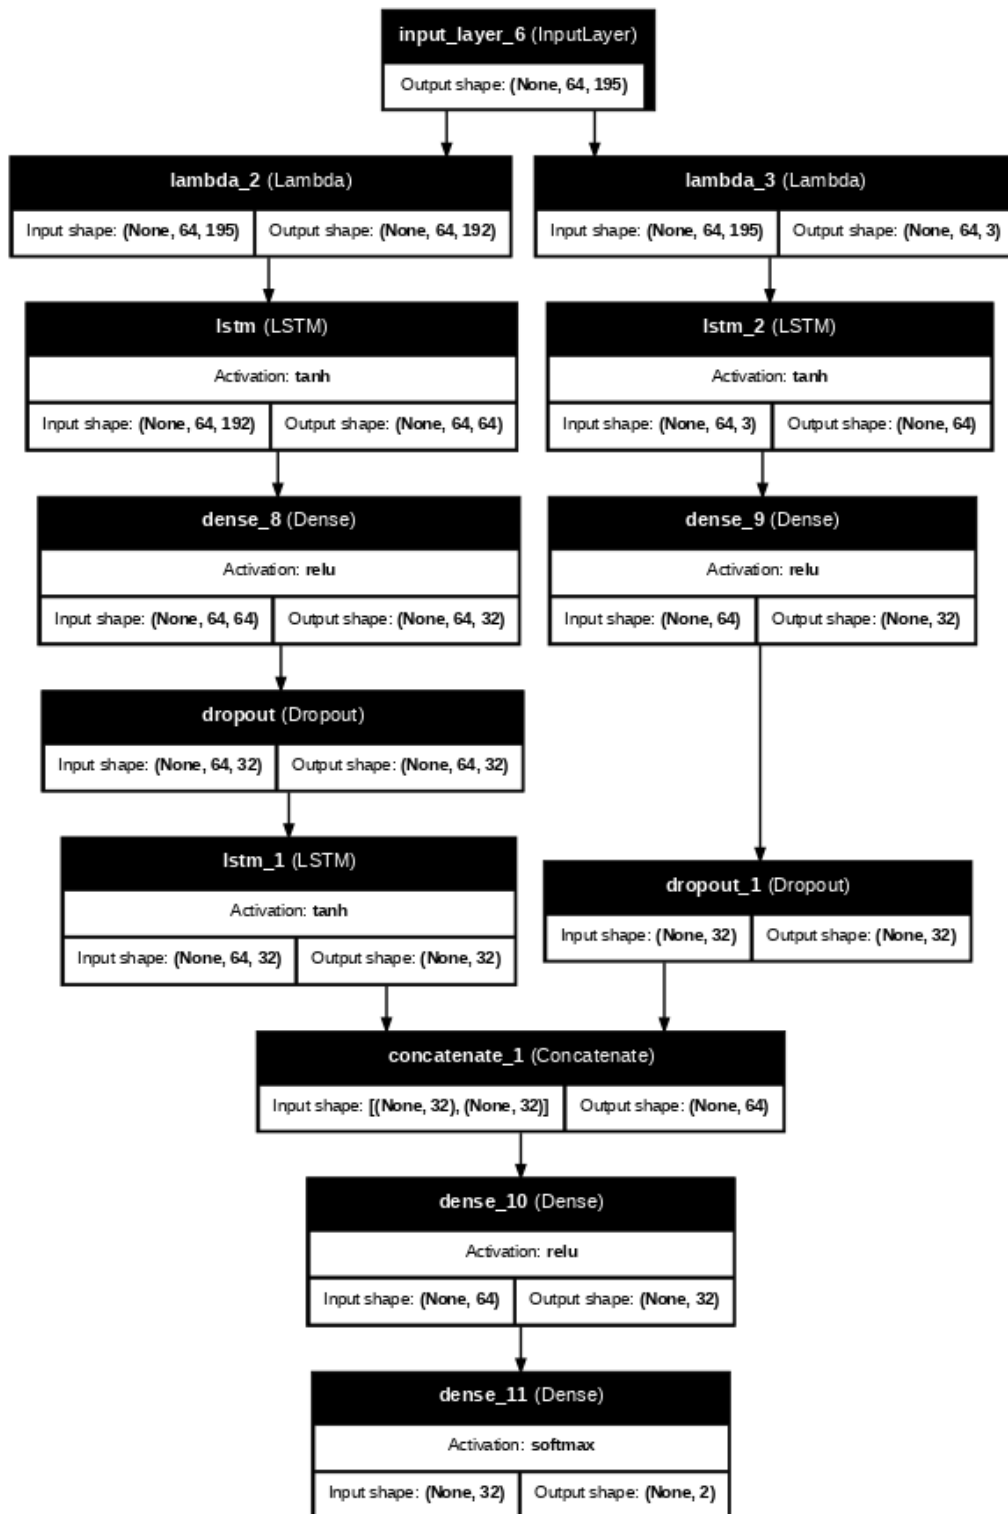 input_layer_6 (InputLayer)
Output shape: (None, 64, 195)
lambda_2 (Lambda)
Input shape: (None, 64, 195) Output shape: (None, 64, 192)
lambda_3 (Lambda)
Input shape: (None, 64, 195) Output shape: (None, 64, 3)
lstm (LSTM)
Activation: tanh
Input shape: (None, 64, 192) Output shape: (None, 64, 64)
lstm_2 (LSTM)
Activation: tanh
Input shape: (None, 64, 3) Output shape: (None, 64)
dense_8 (Dense)
Activation: relu
Input shape: (None, 64, 64) Output shape: (None, 64, 32)
dense_9 (Dense)
Activation: relu
Input shape: (None, 64) Output shape: (None, 32)
dropout (Dropout)
Input shape: (None, 64, 32) Output shape: (None, 64, 32)
lstm_1 (LSTM)
Activation: tanh
Input shape: (None, 64, 32) Output shape: (None, 32)
dropout_1 (Dropout)
Input shape: (None, 32) Output shape: (None, 32)
concatenate_1 (Concatenate)
Input shape: [(None, 32), (None, 32)] Output shape: (None, 64)
dense_10 (Dense)
Activation: relu
Input shape: (None, 64) Output shape: (None, 32)
dense_11 (Dense)
Activation: softmax
Input shape: (None, 32) Output shape: (None, 2)